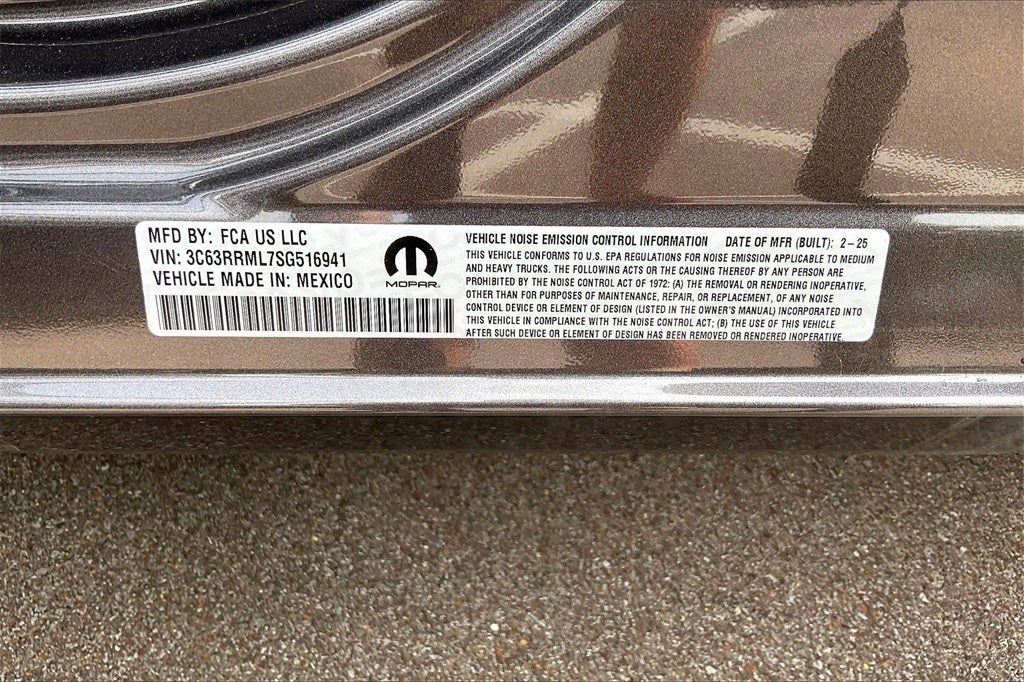 MFD BY: FCA US LLC
VIN: 3C63RRML7SG516941
VEHICLE MADE IN: MEXICO
MOPAR.
VEHICLE NOISE EMISSION CONTROL INFORMATION DATE OF MFR (BUILT): 2-25
THIS VEHICLE CONFORMS TO U.S. EPA REGULATIONS FOR NOISE EMISSION APPLICABLE TO MEDIUM
AND HEAVY TRUCKS. THE FOLLOWING ACTS OR THE CAUSING THEREOF BY ANY PERSON ARE
PROHIBITED BY THE NOISE CONTROL ACT OF 1972: (A) THE REMOVAL OR RENDERING INOPERATIVE,
OTHER THAN FOR PURPOSES OF MAINTENANCE, REPAIR, OR REPLACEMENT, OF ANY NOISE
CONTROL DEVICE OR ELEMENT OF DESIGN (LISTED IN THE OWNER'S MANUAL) INCORPORATED INTO
THIS VEHICLE IN COMPLIANCE WITH THE NOISE CONTROL ACT; (B) THE USE OF THIS VEHICLE
AFTER SUCH DEVICE OR ELEMENT OF DESIGN HAS BEEN REMOVED OR RENDERED INOPERATIVE.